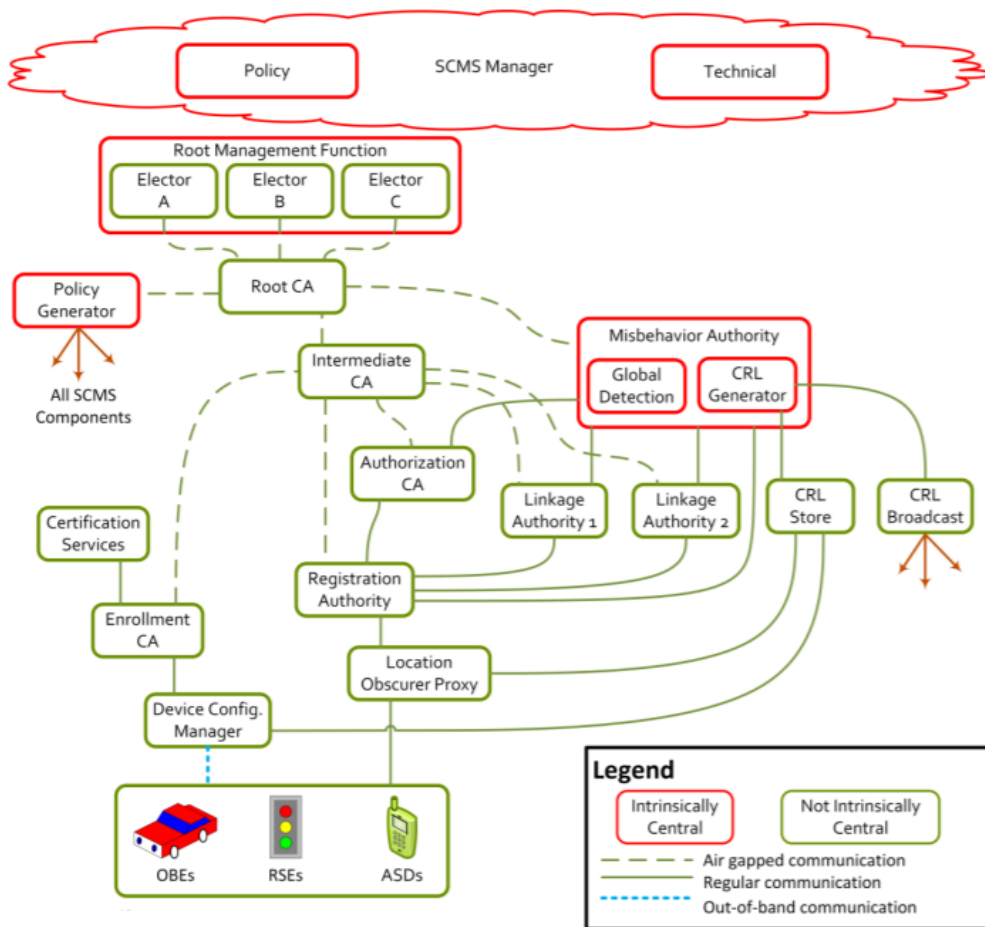 Policy
SCMS Manager
Technical
Root Management Function
Elector
A
Elector
B
Elector
C
Root CA
Policy
Generator
All SCMS
Components
Intermediate
CA
Misbehavior Authority
Global
Detection
CRL
Generator
Authorization
CA
Linkage
Authority 1
Linkage
Authority 2
CRL
Store
CRL
Broadcast
Certification
Services
Registration
Authority
Enrollment
CA
Location
Obscurer Proxy
Device Config.
Manager
OBEs
RSEs
ASDs
Legend
Intrinsically
Central
Not Intrinsically
Central
Air gapped communication
Regular communication
Out-of-band communication